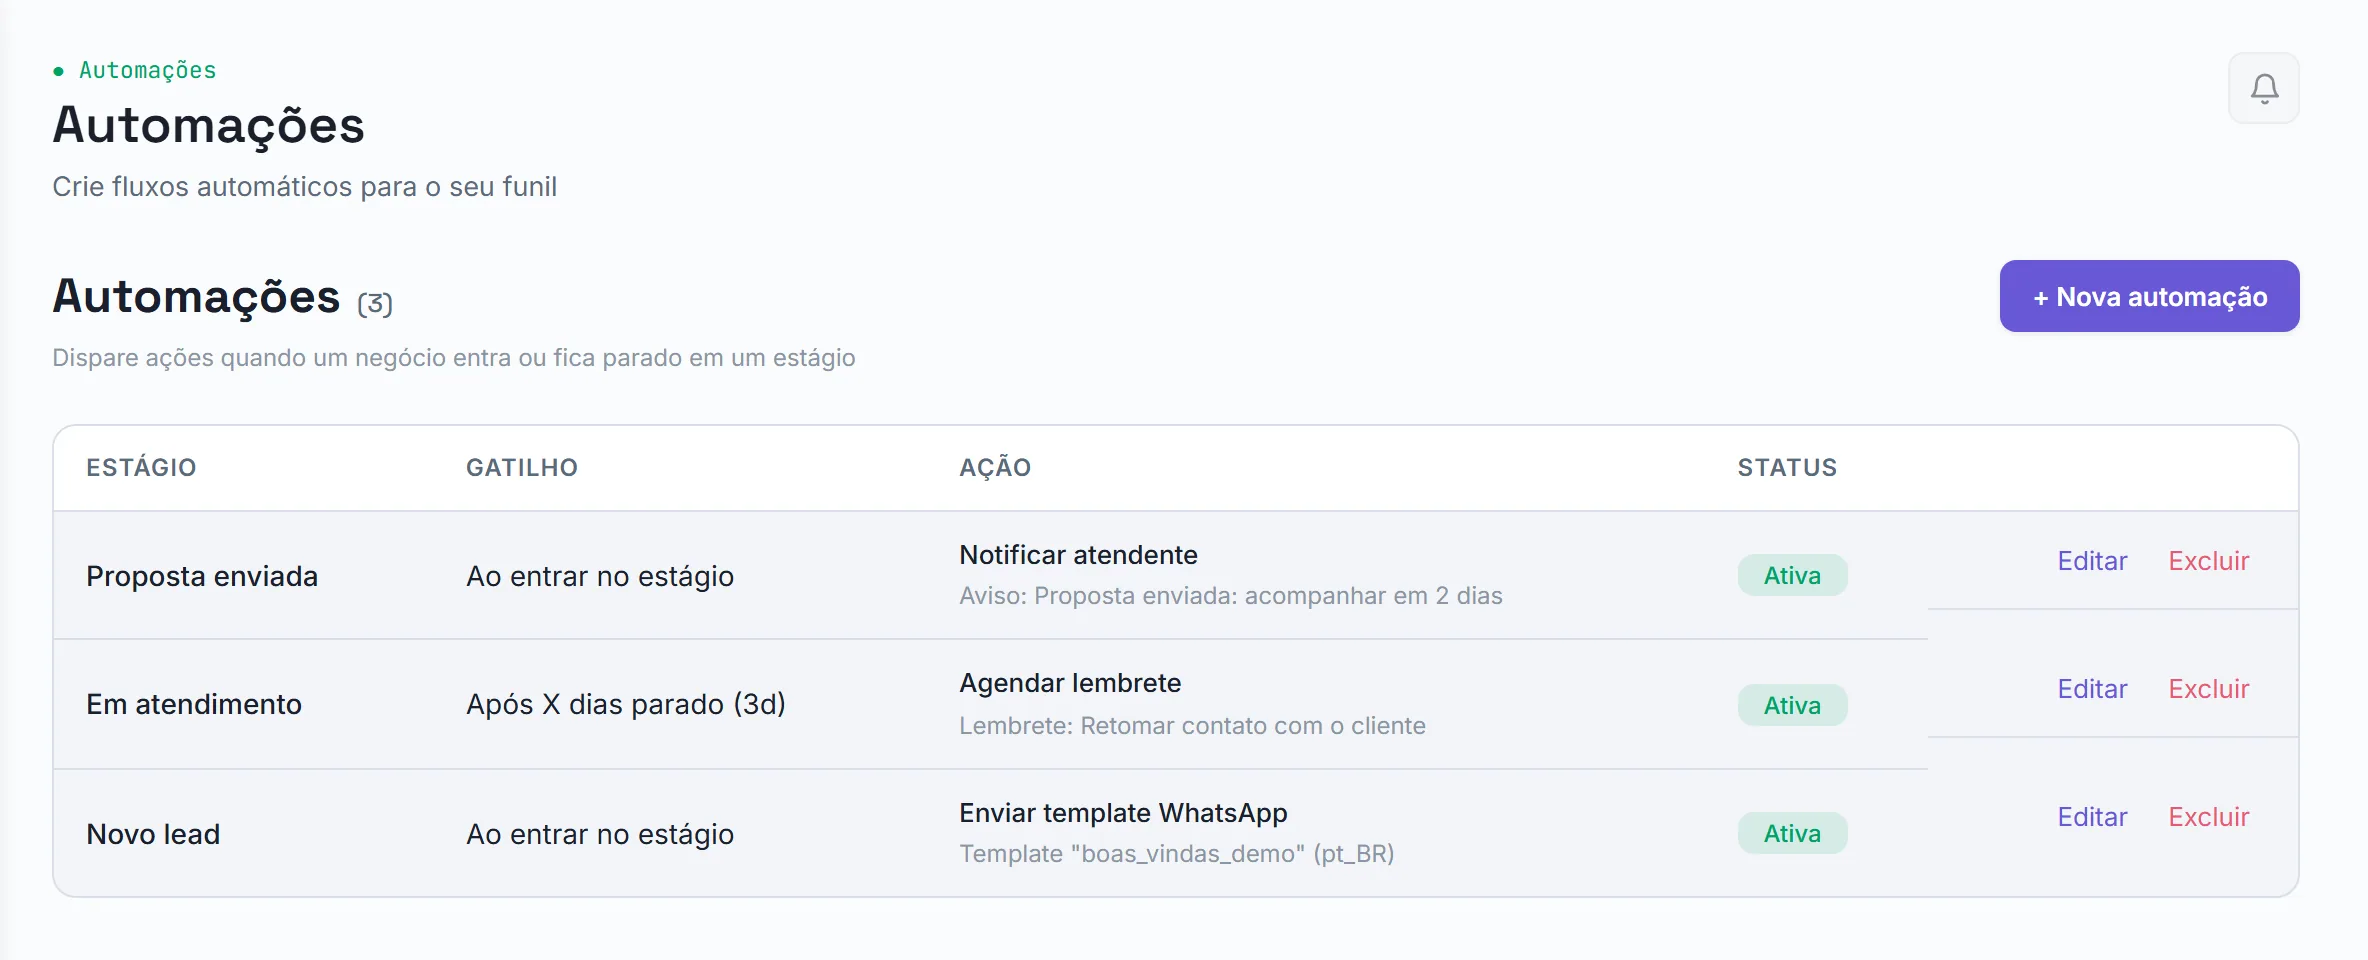 • Automações
Automações
Crie fluxos automáticos para o seu funil
Automações (3)
+ Nova automação
Dispare ações quando um negócio entra ou fica parado em um estágio
ESTÁGIO GATILHO AÇÃO STATUS
Proposta enviada Ao entrar no estágio Notificar atendente Ativa Editar Excluir
Aviso: Proposta enviada: acompanhar em 2 dias
Em atendimento Após X dias parado (3d) Agendar lembrete Ativa Editar Excluir
Lembrete: Retomar contato com o cliente
Novo lead Ao entrar no estágio Enviar template WhatsApp Ativa Editar Excluir
Template "boas_vindas_demo" (pt_BR)